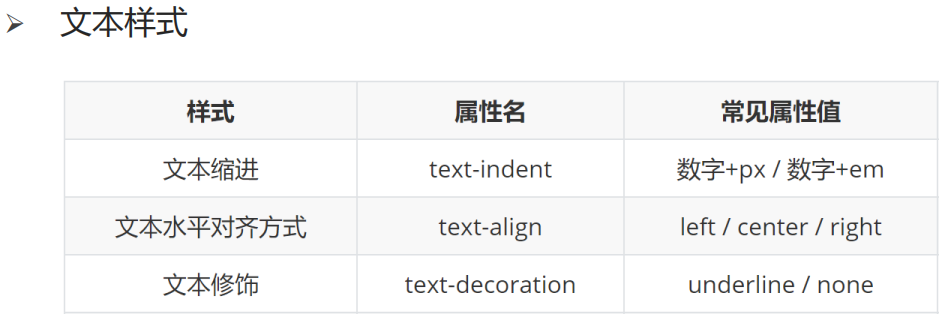 ➢ 文本样式
样式 属性名 常见属性值
文本缩进 text-indent 数字+px / 数字+em
文本水平对齐方式 text-align left / center / right
文本修饰 text-decoration underline / none